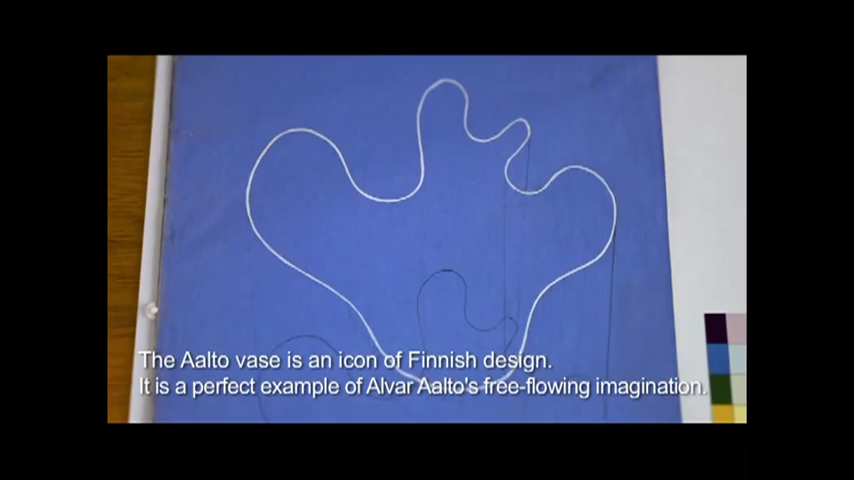 The Aalto vase is an icon of Finnish design.
It is a perfect example of Alvar Aalto's free-flowing imagination.